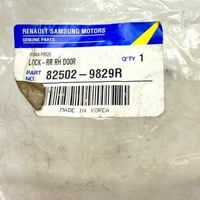 RENAULT SAMSUNG MOTORS
GENUINE PARTS
LOCK-RR RH DOOR
Q'TY 1
PART NO. 82502-9829R
MADE IN KOREA